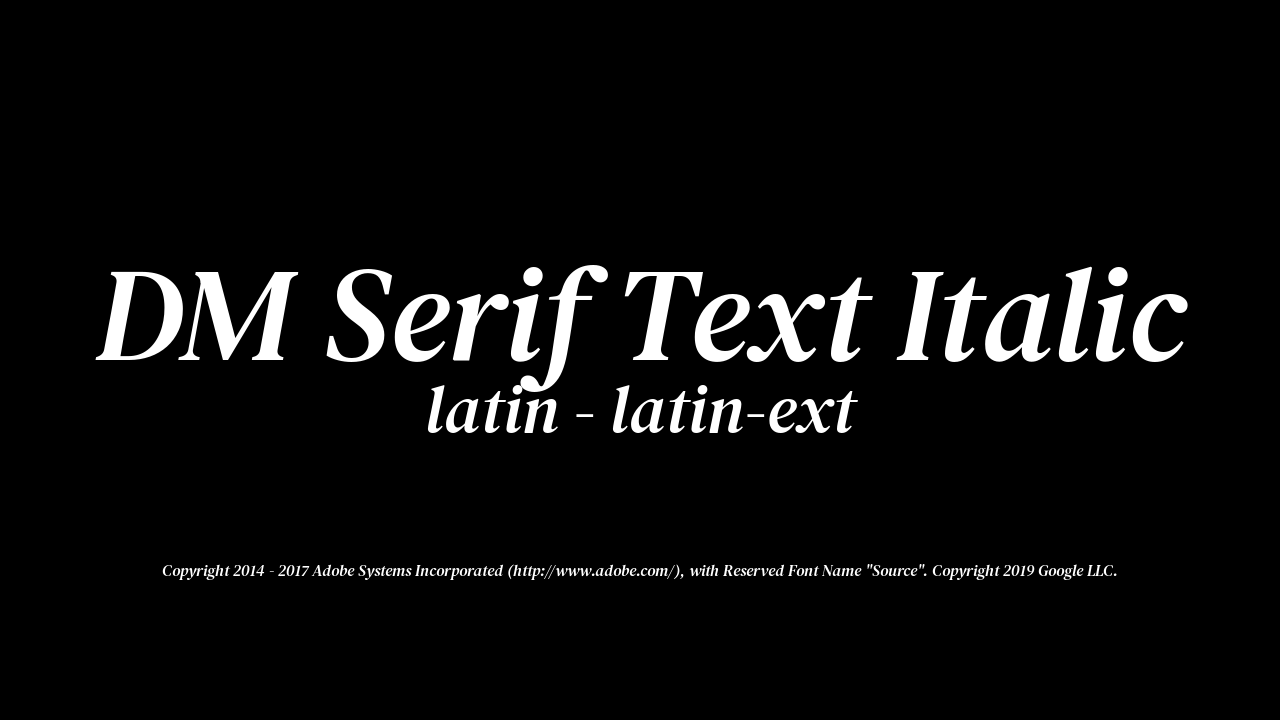 DM Serif Text Italic
latin - latin-ext
Copyright 2014 - 2017 Adobe Systems Incorporated (http://www.adobe.com/), with Reserved Font Name "Source". Copyright 2019 Google LLC.